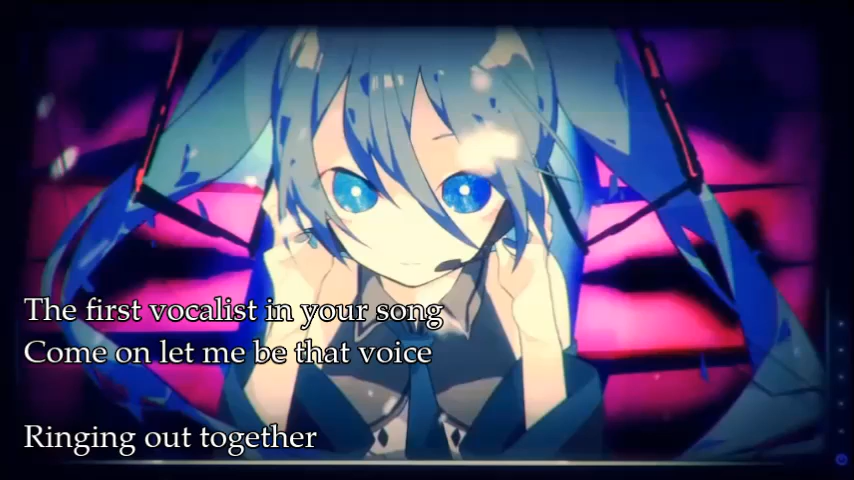 The first vocalist in your song
Come on let me be that voice
Ringing out together